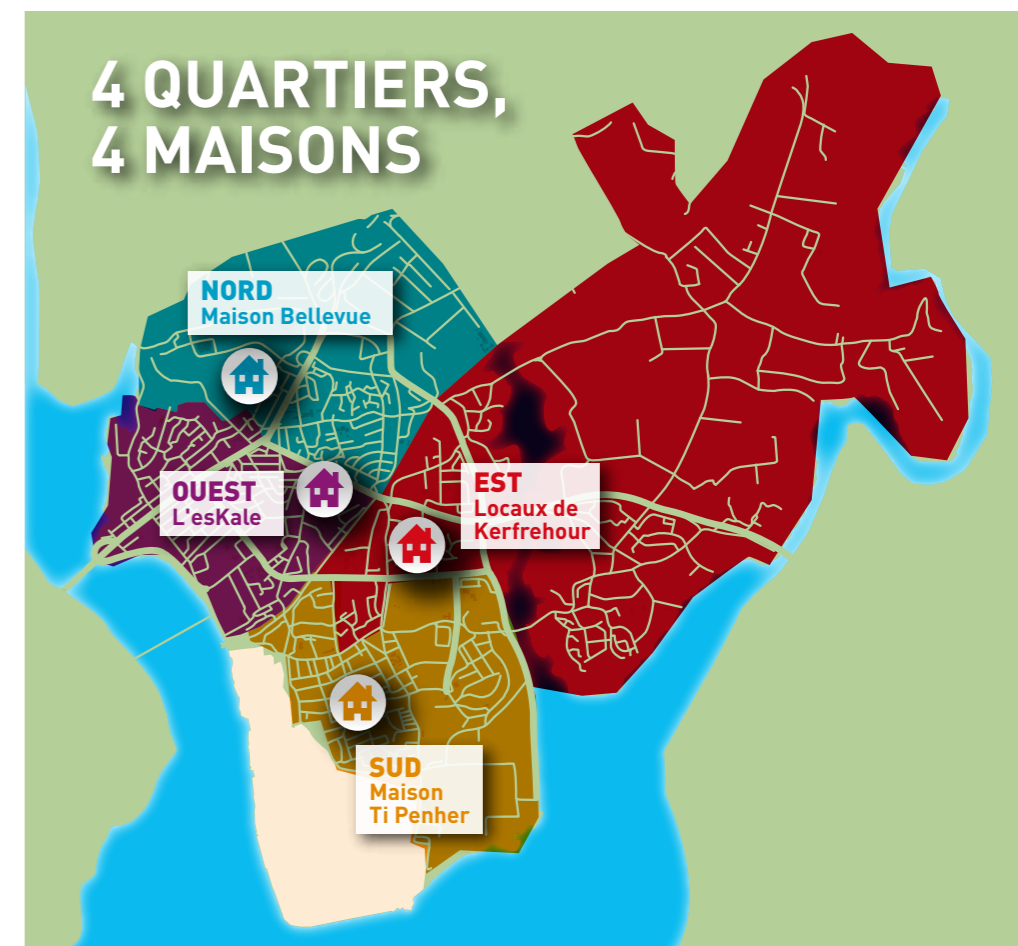 4 QUARTIERS,
4 MAISONS
NORD
Maison Bellevue
OUEST
L'esKale
EST
Locaux de
Kerfrehour
SUD
Maison
Ti Penher